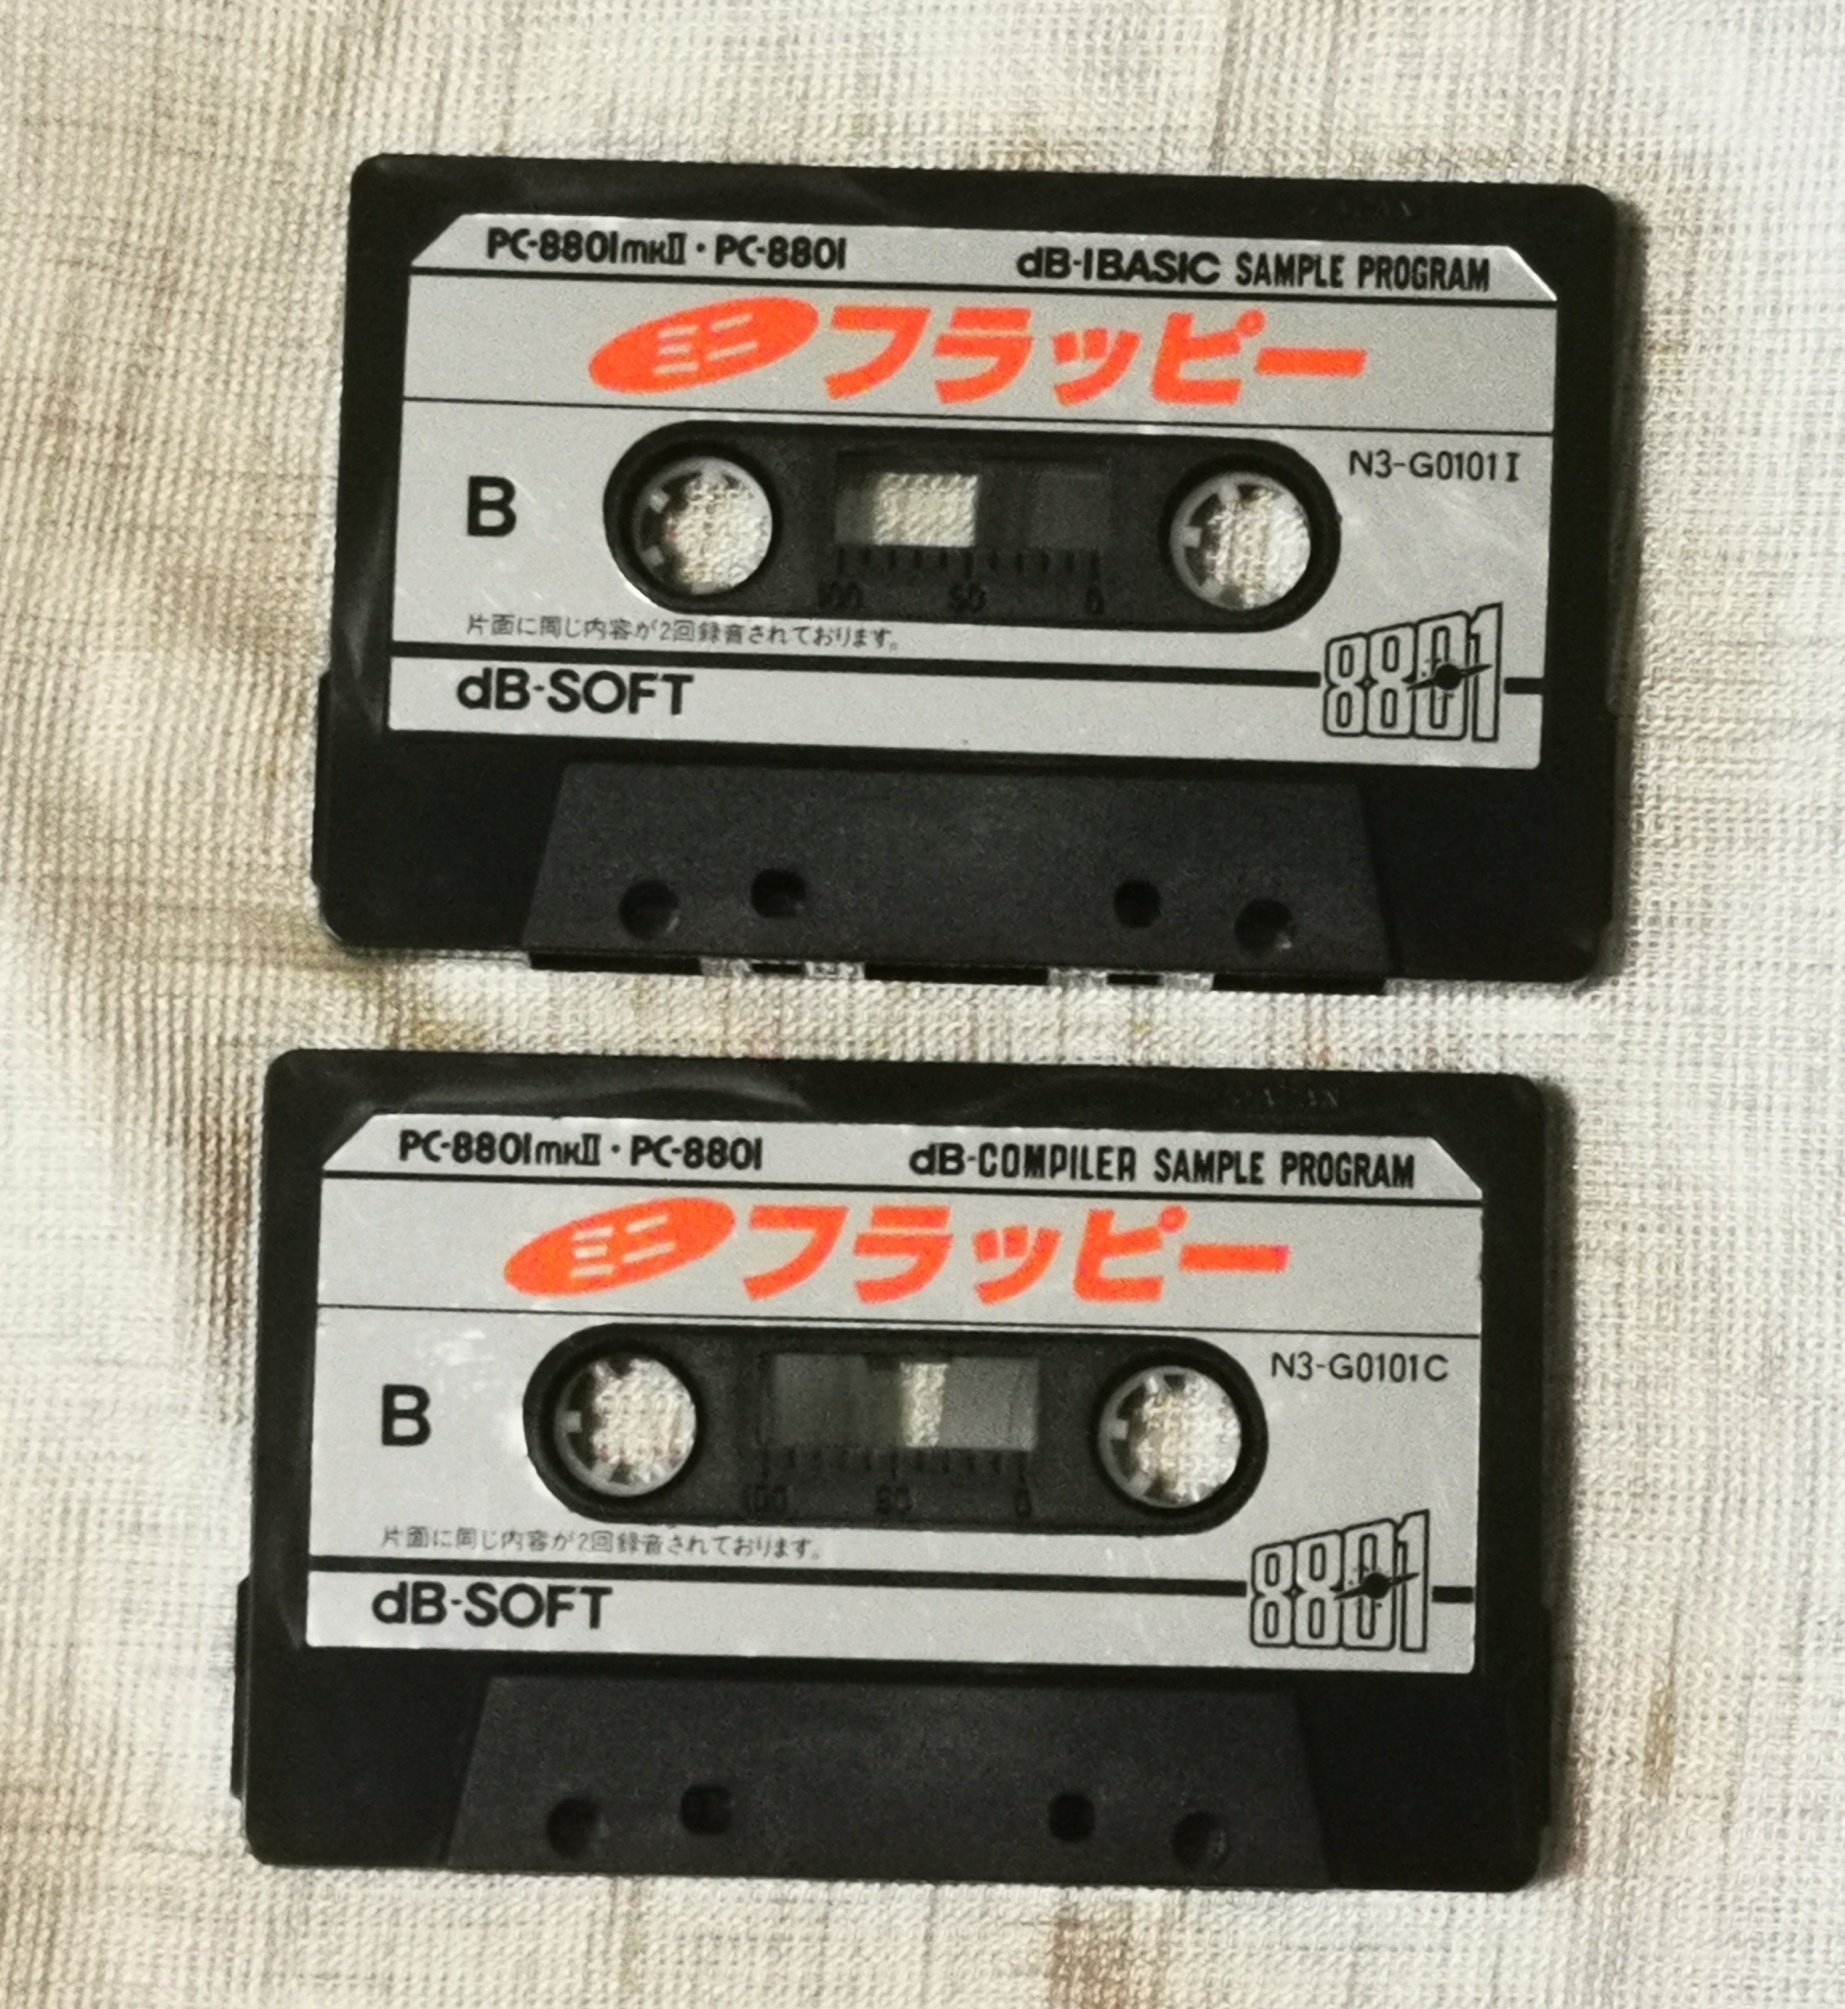 PC-8801mkII・PC-8801 dB-IBASIC SAMPLE PROGRAM
ミニ フラッピー
N3-G0101I
B
100 50 0
片面に同じ内容が2回録音されております。
8801
dB-SOFT
PC-8801mkII・PC-8801 dB-COMPILER SAMPLE PROGRAM
ミニ フラッピー
N3-G0101C
B
100 50 0
片面に同じ内容が2回録音されております。
8801
dB-SOFT